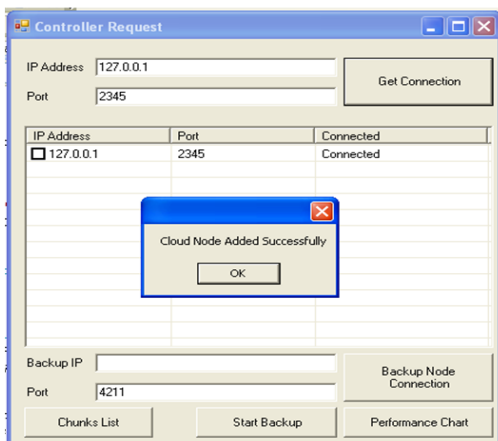 Controller Request
IP Address 127.0.0.1
Get Connection
Port 2345
IP Address Port Connected
127.0.0.1 2345 Connected
Cloud Node Added Successfully
OK
Backup IP
Backup Node
Connection
Port 4211
Chunks List Start Backup Performance Chart